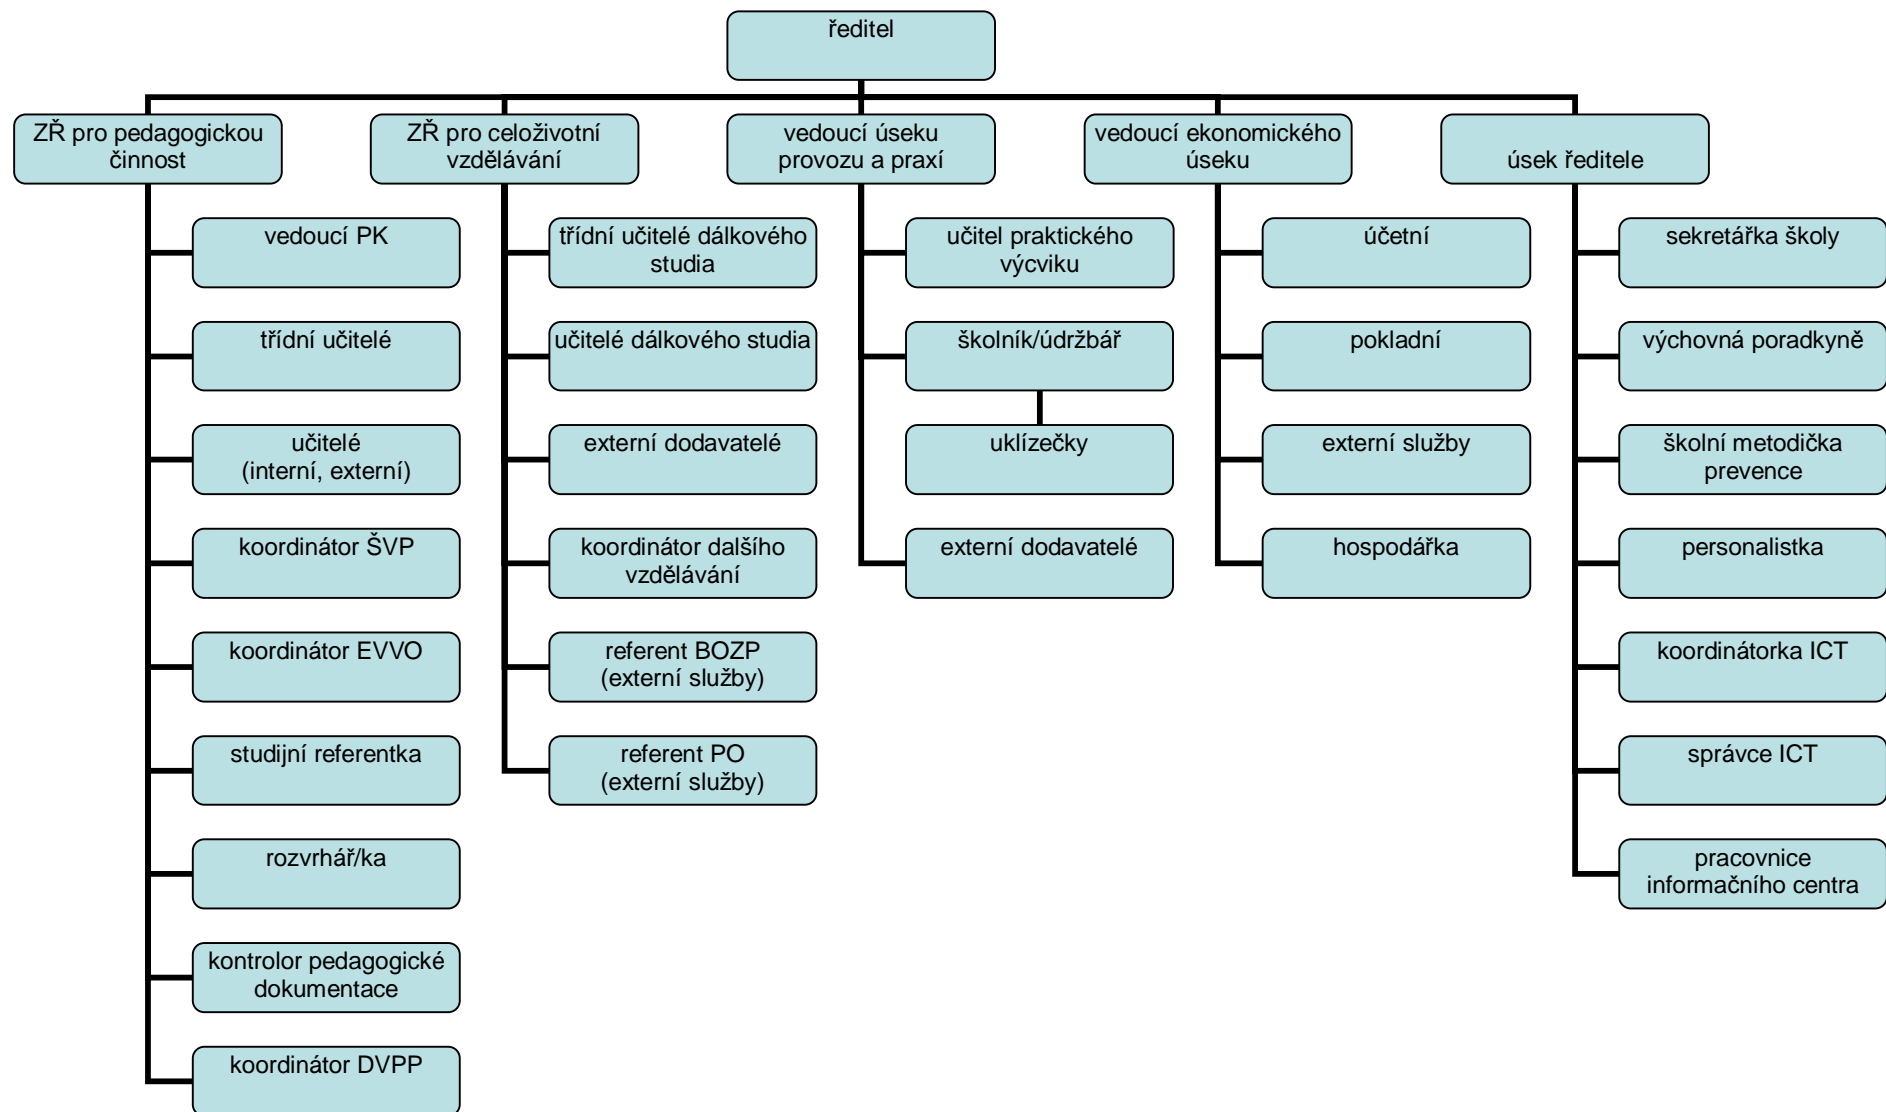 ředitel
ZŘ pro pedagogickou
činnost
ZŘ pro celoživotní
vzdělávání
vedoucí úseku
provozu a praxí
vedoucí ekonomického
úseku
úsek ředitele
vedoucí PK
třídní učitelé
učitelé
(interní, externí)
koordinátor ŠVP
koordinátor EVVO
studijní referentka
rozvrhář/ka
kontrolor pedagogické
dokumentace
koordinátor DVPP
třídní učitelé dálkového
studia
učitelé dálkového studia
externí dodavatelé
koordinátor dalšího
vzdělávání
referent BOZP
(externí služby)
referent PO
(externí služby)
učitel praktického
výcviku
školník/údržbář
uklízečky
externí dodavatelé
účetní
pokladní
externí služby
hospodářka
sekretářka školy
výchovná poradkyně
školní metodička
prevence
personalistka
koordinátorka ICT
správce ICT
pracovnice
informačního centra